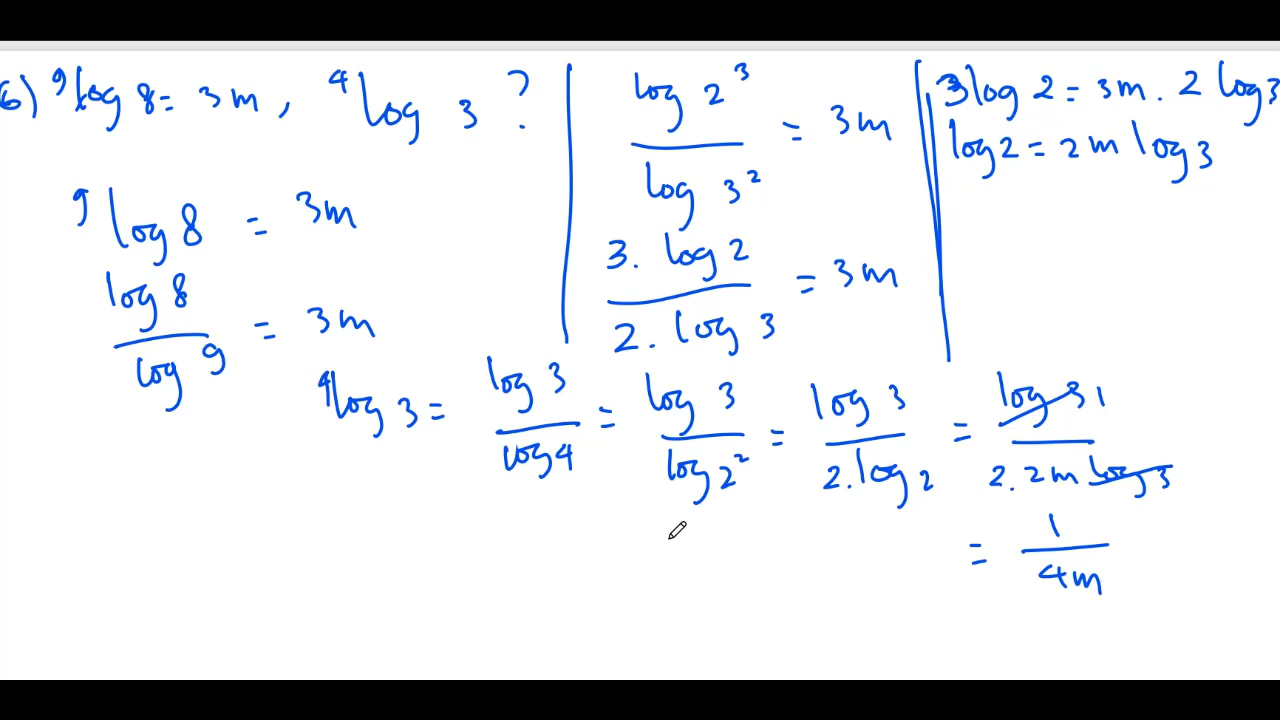 6) ⁹log 8 = 3m, ⁴log 3 ?
⁹log 8 = 3m
log 8 / log 9 = 3m
log 2³ / log 3² = 3m
3. log 2 / 2. log 3 = 3m
3 log 2 = 3m . 2 log 3
log 2 = 2m log 3
⁴log 3 = log 3 / log 4 = log 3 / log 2² = log 3 / 2. log 2 = log 3 1 / 2. 2m log 3
= 1 / 4m